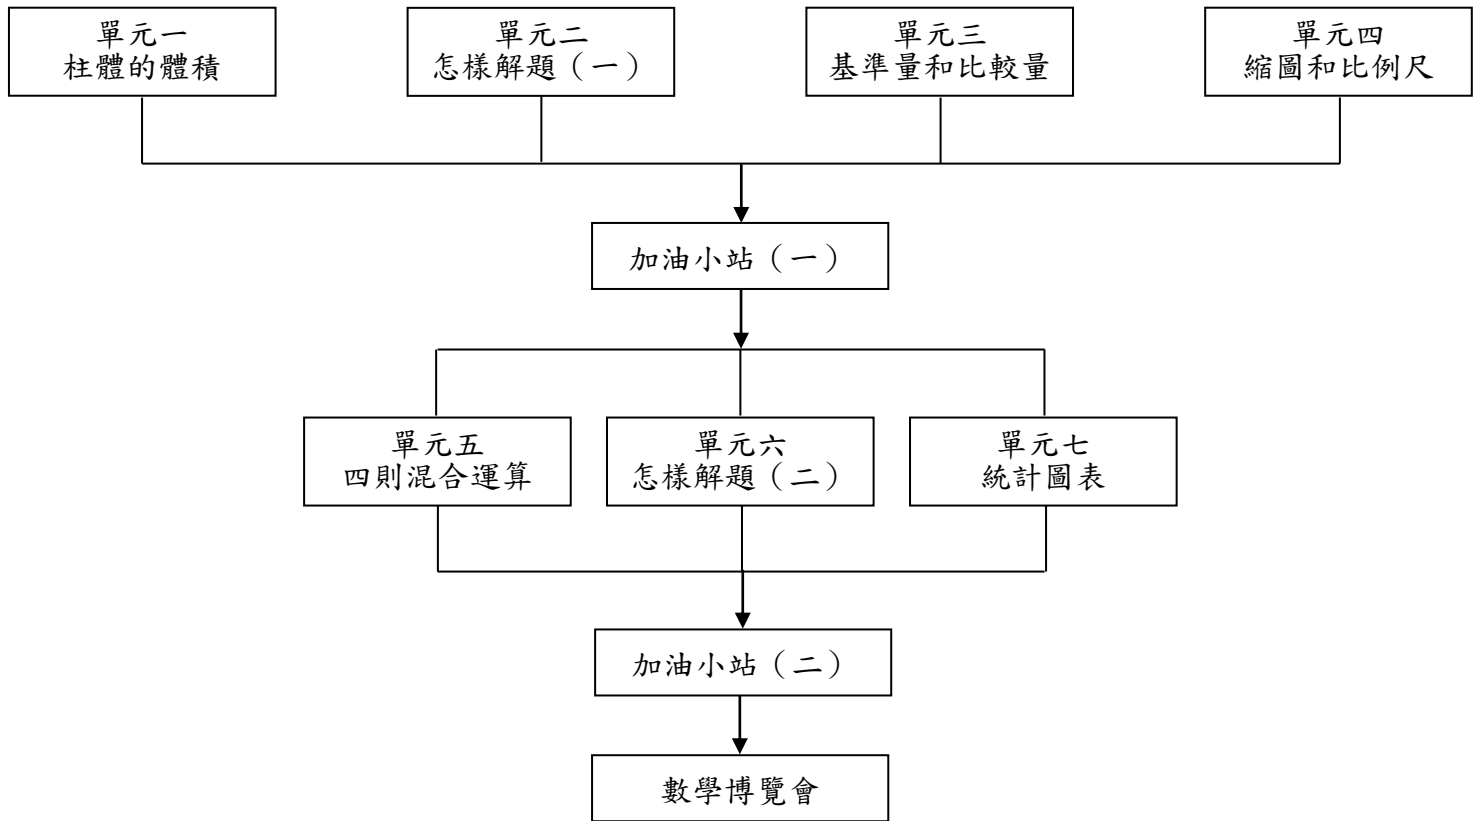 單元一
柱體的體積
單元二
怎樣解題（一）
單元三
基準量和比較量
單元四
縮圖和比例尺
加油小站（一）
單元五
四則混合運算
單元六
怎樣解題（二）
單元七
統計圖表
加油小站（二）
數學博覽會